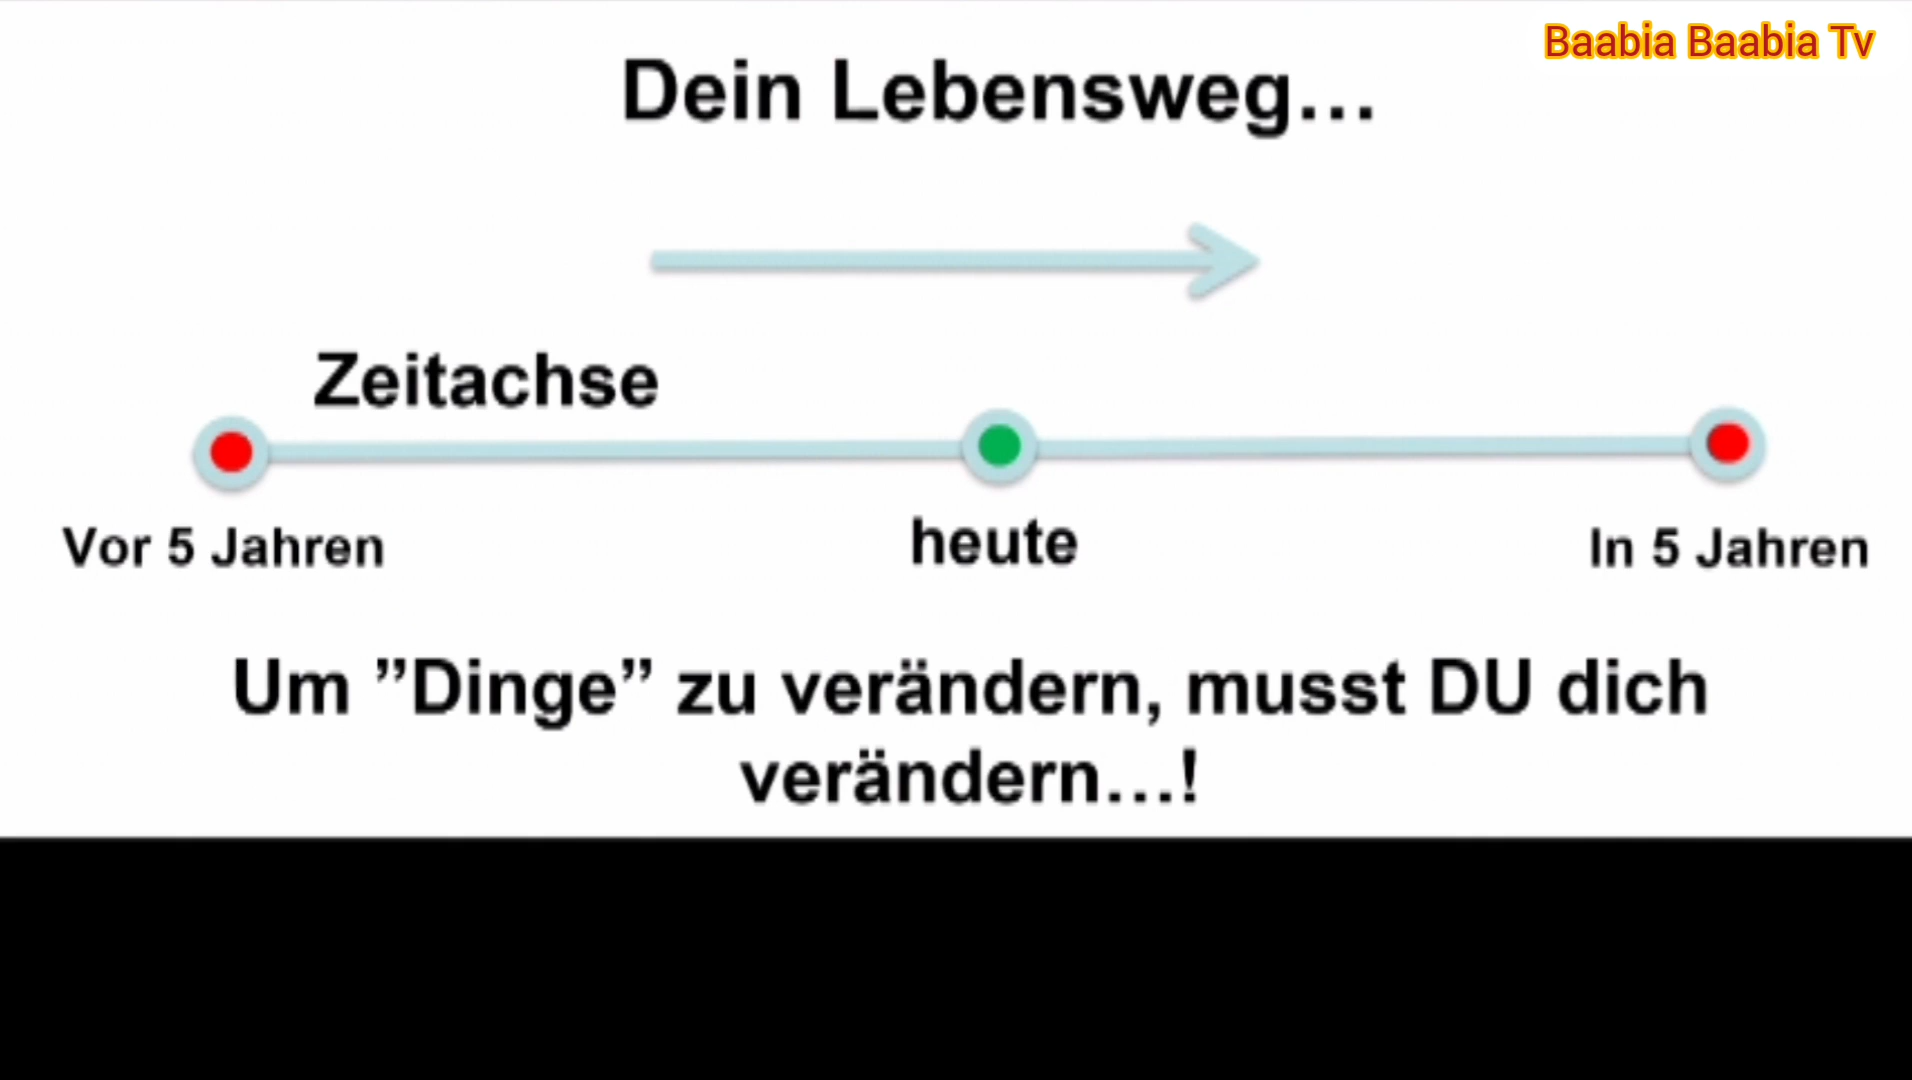 Baabia Baabia Tv
Dein Lebensweg...
Zeitachse
Vor 5 Jahren
heute
In 5 Jahren
Um ”Dinge” zu verändern, musst DU dich
verändern...!